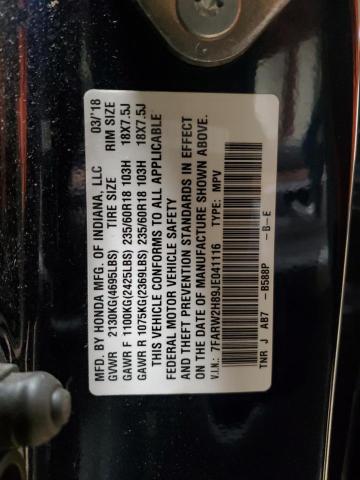 MFD. BY HONDA MFG. OF INDIANA, LLC 03/'18
GVWR 2130KG(4695LBS) TIRE SIZE RIM SIZE
GAWR F 1100KG(2425LBS) 235/60R18 103H 18X7.5J
GAWR R 1075KG(2369LBS) 235/60R18 103H 18X7.5J
THIS VEHICLE CONFORMS TO ALL APPLICABLE
FEDERAL MOTOR VEHICLE SAFETY
AND THEFT PREVENTION STANDARDS IN EFFECT
ON THE DATE OF MANUFACTURE SHOWN ABOVE.
V.I.N.: 7FARW2H89JE041116 TYPE: MPV
TNR J AB7 - B588P - B - E